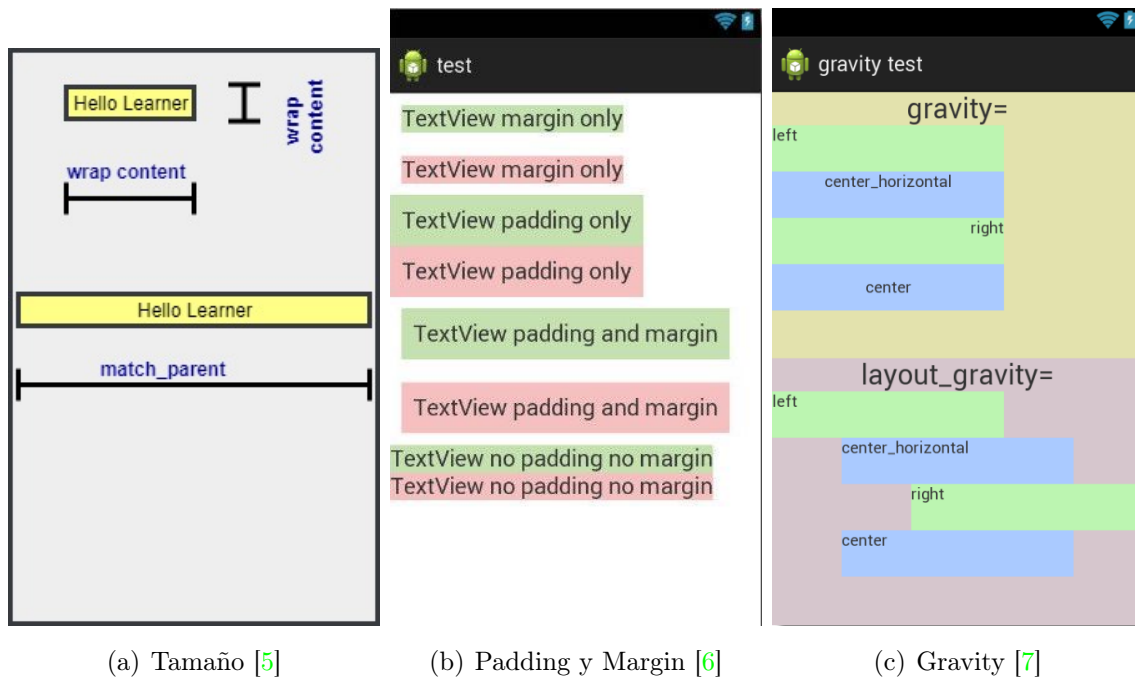 Hello Learner
wrap
content
wrap content
Hello Learner
match_parent
test
TextView margin only
TextView margin only
TextView padding only
TextView padding only
TextView padding and margin
TextView padding and margin
TextView no padding no margin
TextView no padding no margin
gravity test
gravity=
left
center_horizontal
right
center
layout_gravity=
left
center_horizontal
right
center
(a) Tamaño [5]
(b) Padding y Margin [6]
(c) Gravity [7]